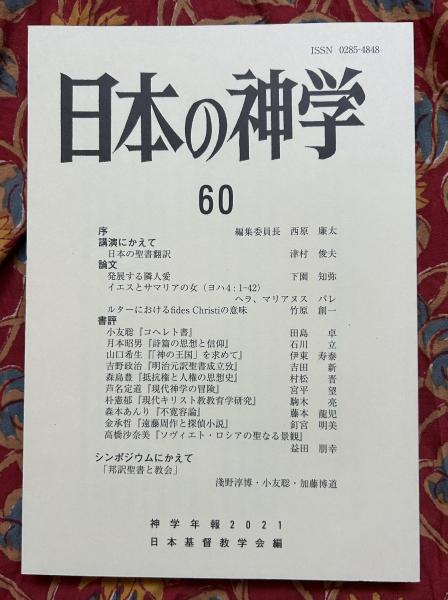 ISSN 0285-4848
日本の神学
60
序 編集委員長 西原 廉太
講演にかえて
日本の聖書翻訳 津村 俊夫
論文
発展する隣人愛 下園 知弥
イエスとサマリアの女（ヨハ4：1-42）
ヘラ、マリアヌス パレ
ルターにおけるfides Christiの意味 竹原 創一
書評
小友聡『コヘレト書』 田島 卓
月本昭男『詩篇の思想と信仰』 石川 立
山口希生『「神の王国」を求めて』 伊東 寿泰
吉野政治『明治元訳聖書成立攷』 吉田 新
森島豊『抵抗権と人権の思想史』 村松 晋
芦名定道『現代神学の冒険』 宮平 望
朴憲郁『現代キリスト教教育学研究』 駒木 亮
森本あんり『不寛容論』 藤本 龍児
金承哲『遠藤周作と探偵小説』 釘宮 明美
高橋沙奈美『ソヴィエト・ロシアの聖なる景観』
益田 朋幸
シンポジウムにかえて
「邦訳聖書と教会」
淺野淳博・小友聡・加藤博道
神学年報2021
日本基督教学会編